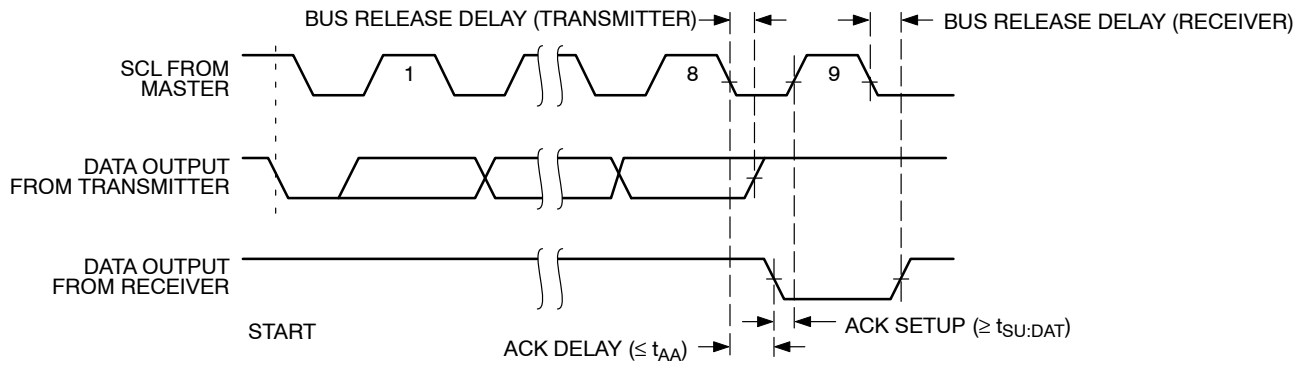 BUS RELEASE DELAY (TRANSMITTER)
BUS RELEASE DELAY (RECEIVER)
SCL FROM
MASTER
1
8
9
DATA OUTPUT
FROM TRANSMITTER
DATA OUTPUT
FROM RECEIVER
START
ACK SETUP (≥ tSU:DAT)
ACK DELAY (≤ tAA)